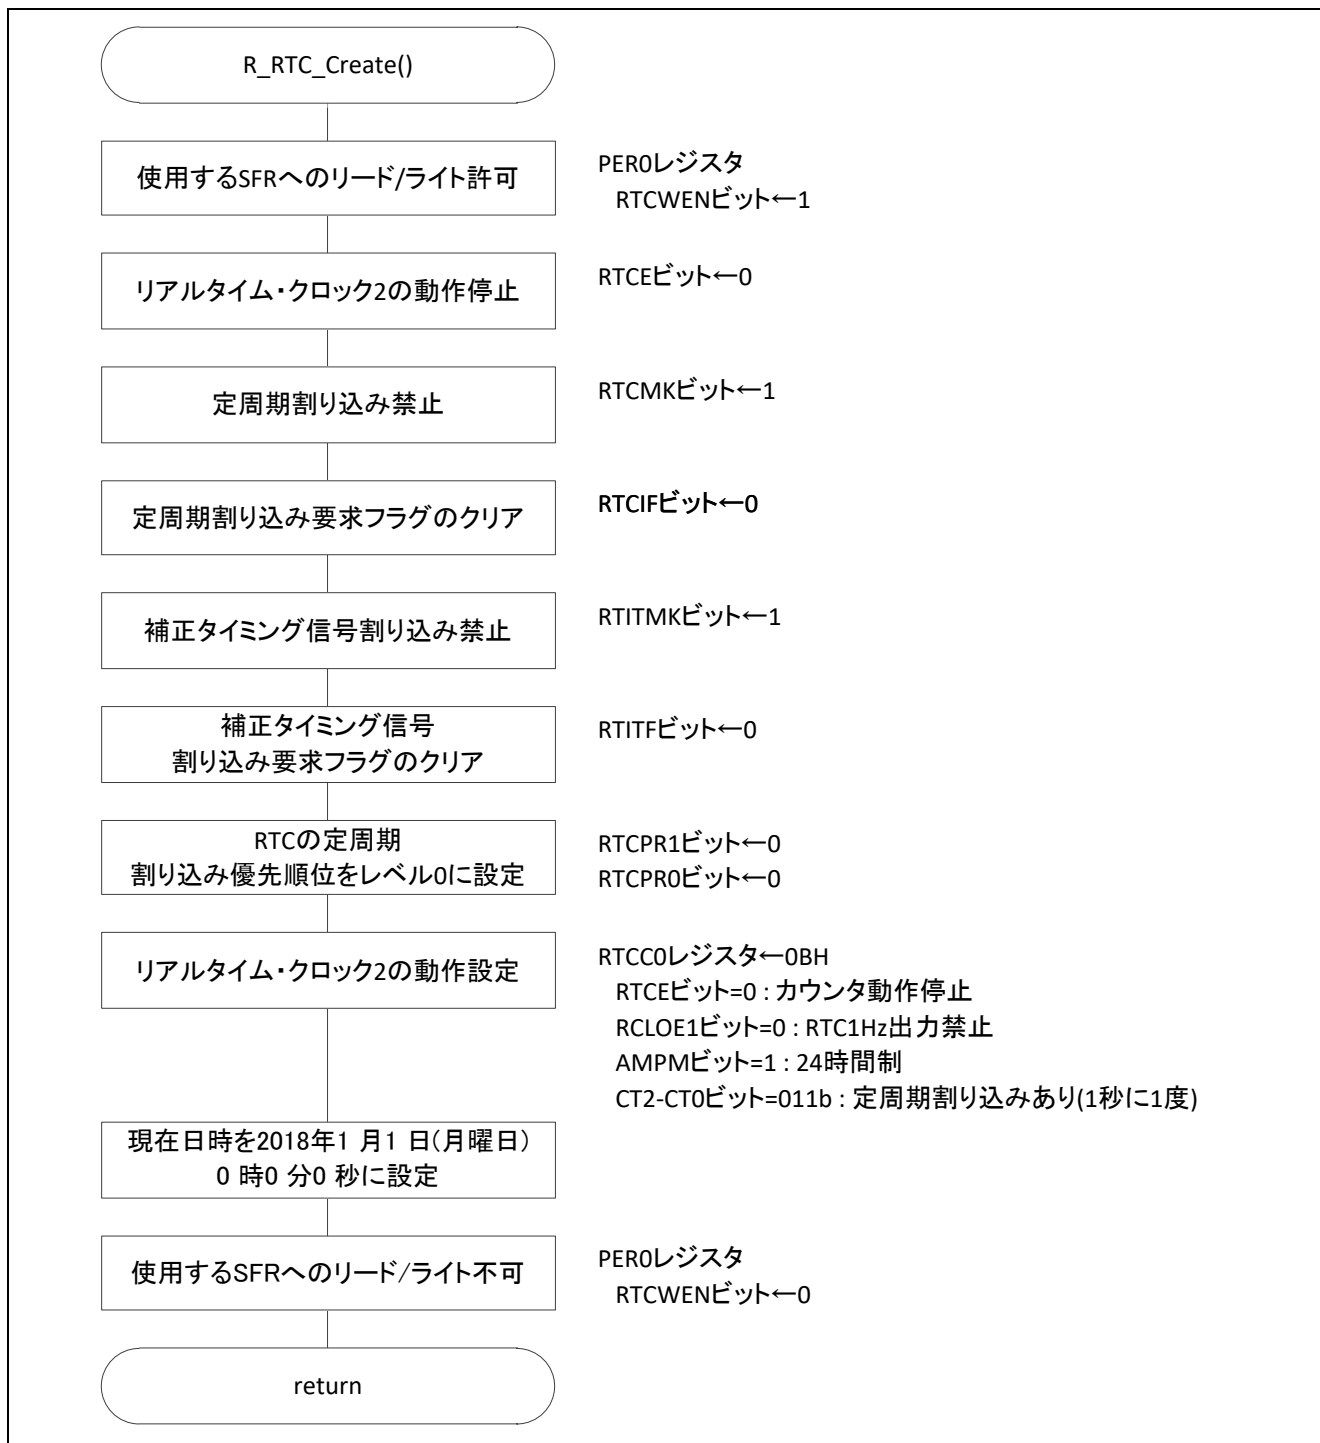 R_RTC_Create()
使用するSFRへのリード/ライト許可
PER0レジスタ
RTCWENビット←1
リアルタイム・クロック2の動作停止
RTCEビット←0
定周期割り込み禁止
RTCMKビット←1
定周期割り込み要求フラグのクリア
RTCIFビット←0
補正タイミング信号割り込み禁止
RTITMKビット←1
補正タイミング信号
割り込み要求フラグのクリア
RTITFビット←0
RTCの定周期
割り込み優先順位をレベル0に設定
RTCPR1ビット←0
RTCPR0ビット←0
リアルタイム・クロック2の動作設定
RTCC0レジスタ←0BH
RTCEビット=0 : カウンタ動作停止
RCLOE1ビット=0 : RTC1Hz出力禁止
AMPMビット=1 : 24時間制
CT2-CT0ビット=011b : 定周期割り込みあり(1秒に1度)
現在日時を2018年1 月1 日(月曜日)
0 時0 分0 秒に設定
使用するSFRへのリード/ライト不可
PER0レジスタ
RTCWENビット←0
return